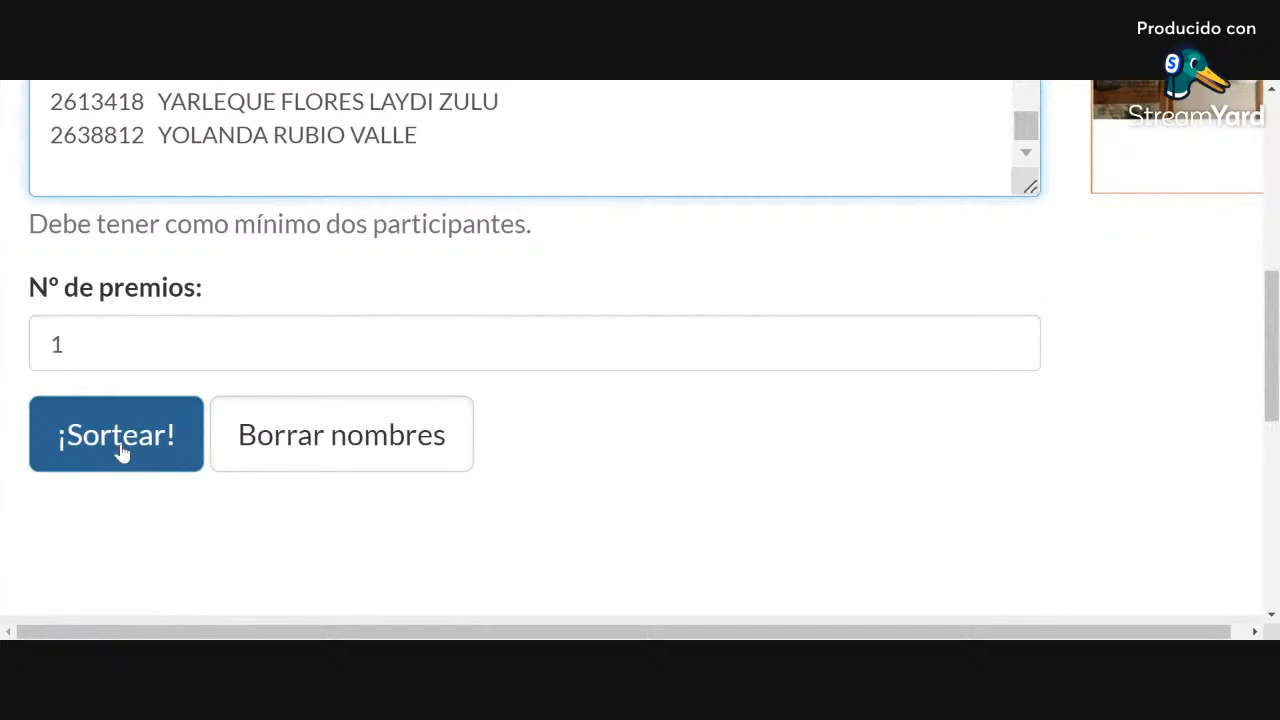 Producido con
StreamYard
2613418 YARLEQUE FLORES LAYDI ZULU
2638812 YOLANDA RUBIO VALLE
Debe tener como mínimo dos participantes.
Nº de premios:
1
¡Sortear!
Borrar nombres